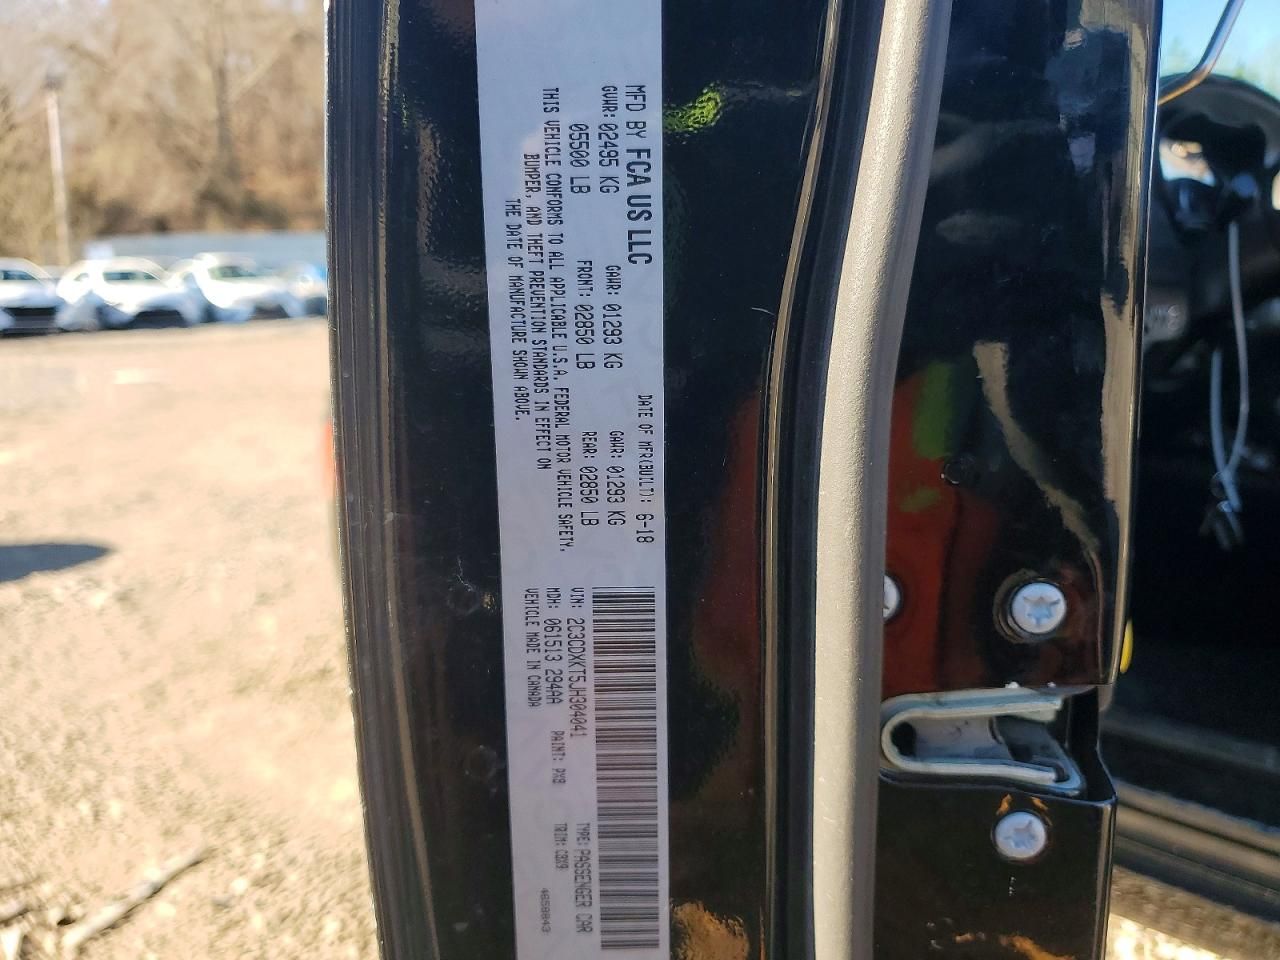 MFD BY FCA US LLC
DATE OF MFR(BUILT): 6-18
GVWR: 02495 KG GAWR: 01293 KG GAWR: 01293 KG
05500 LB FRONT: 02850 LB REAR: 02850 LB
THIS VEHICLE CONFORMS TO ALL APPLICABLE U.S.A. FEDERAL MOTOR VEHICLE SAFETY,
BUMPER, AND THEFT PREVENTION STANDARDS IN EFFECT ON
THE DATE OF MANUFACTURE SHOWN ABOVE.
VIN: 2C3CDXKT5JH304041 TYPE: PASSENGER CAR
MDH: 061513 294AA PAINT: PX8 TRIM: CQX9
VEHICLE MADE IN CANADA